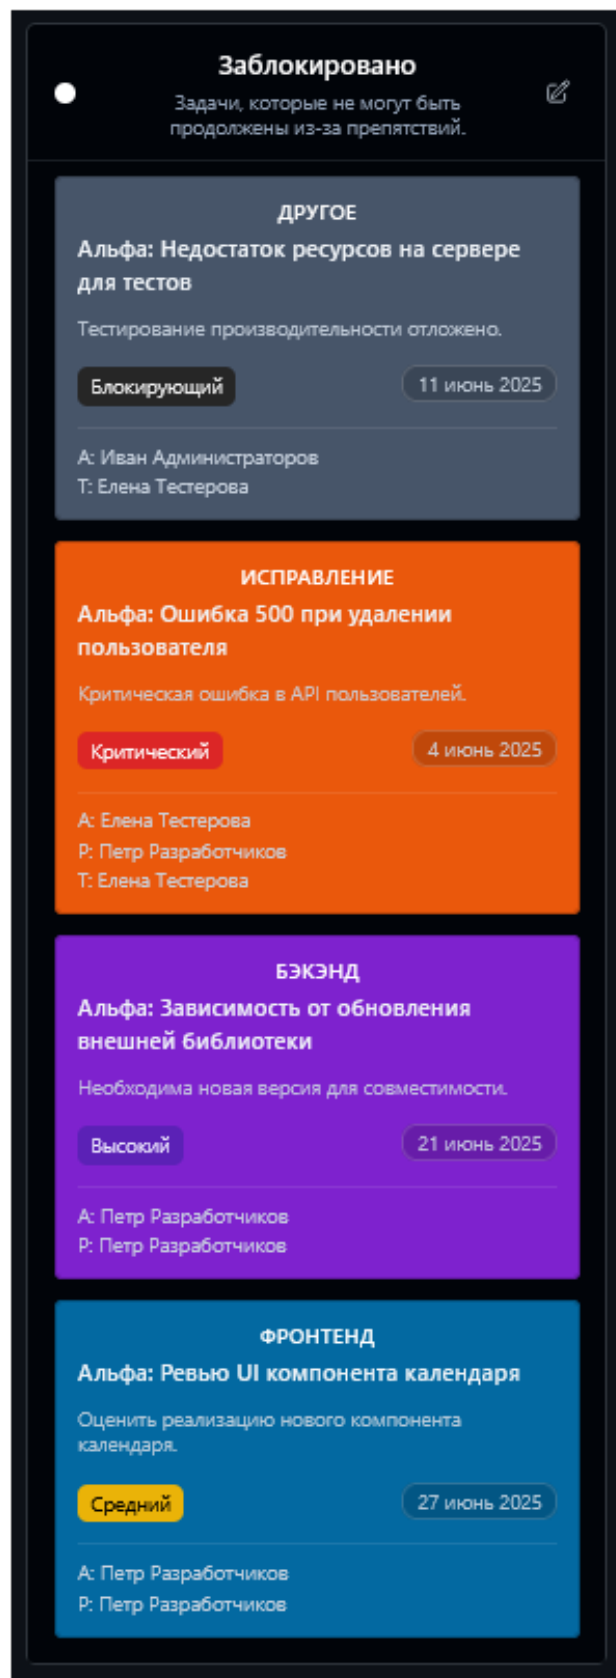 Заблокировано
Задачи, которые не могут быть
продолжены из-за препятствий.
ДРУГОЕ
Альфа: Недостаток ресурсов на сервере
для тестов
Тестирование производительности отложено.
Блокирующий
11 июнь 2025
А: Иван Администраторов
Т: Елена Тестерова
ИСПРАВЛЕНИЕ
Альфа: Ошибка 500 при удалении
пользователя
Критическая ошибка в API пользователей.
Критический
4 июнь 2025
А: Елена Тестерова
Р: Петр Разработчиков
Т: Елена Тестерова
БЭКЭНД
Альфа: Зависимость от обновления
внешней библиотеки
Необходима новая версия для совместимости.
Высокий
21 июнь 2025
А: Петр Разработчиков
Р: Петр Разработчиков
ФРОНТЕНД
Альфа: Ревью UI компонента календаря
Оценить реализацию нового компонента
календаря.
Средний
27 июнь 2025
А: Петр Разработчиков
Р: Петр Разработчиков